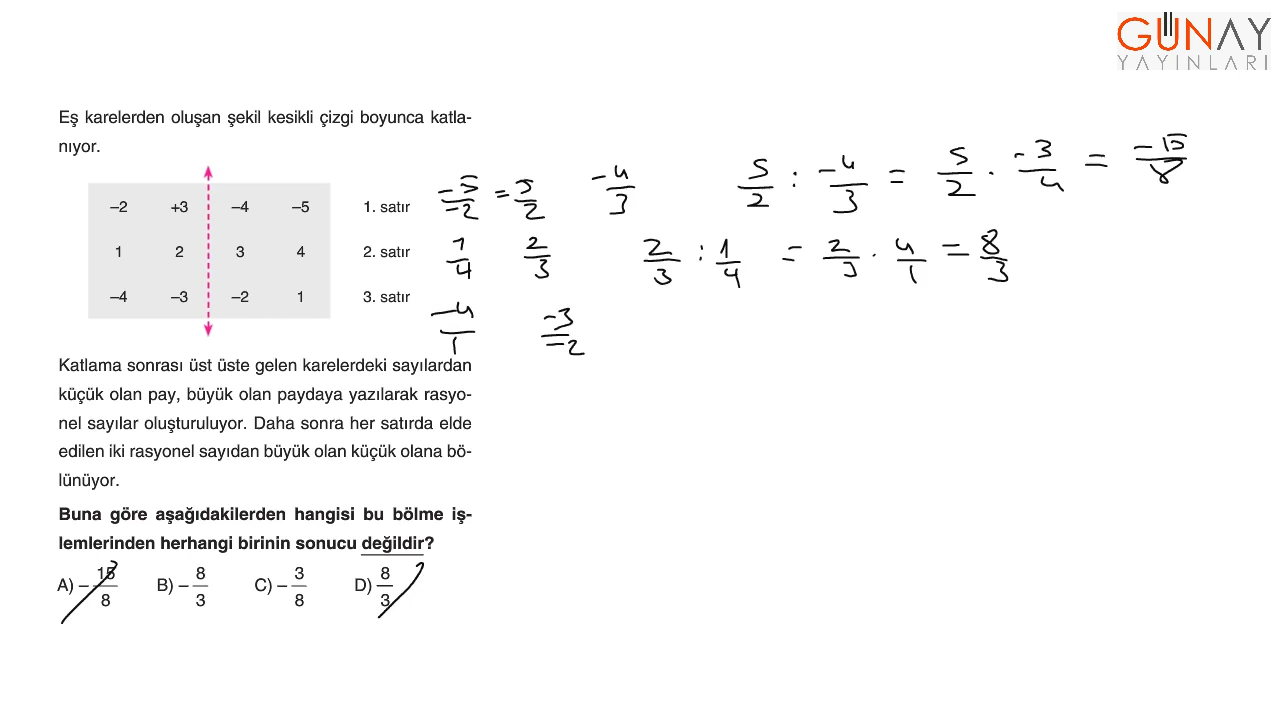 GÜNAY
YAYINLARI
Eş karelerden oluşan şekil kesikli çizgi boyunca katla-
nıyor.
–2 +3 –4 –5 1. satır
1 2 3 4 2. satır
–4 –3 –2 1 3. satır
-5/-2 = 5/2 -4/3 5/2 : -4/3 = 5/2 · -3/4 = -15/8
1/4 2/3 2/3 : 1/4 = 2/3 · 4/1 = 8/3
-4/1 -3/-2
Katlama sonrası üst üste gelen karelerdeki sayılardan
küçük olan pay, büyük olan paydaya yazılarak rasyo-
nel sayılar oluşturuluyor. Daha sonra her satırda elde
edilen iki rasyonel sayıdan büyük olan küçük olana bö-
lünüyor.
Buna göre aşağıdakilerden hangisi bu bölme iş-
lemlerinden herhangi birinin sonucu değildir?
A) –15/8 B) –8/3 C) –3/8 D) 8/3